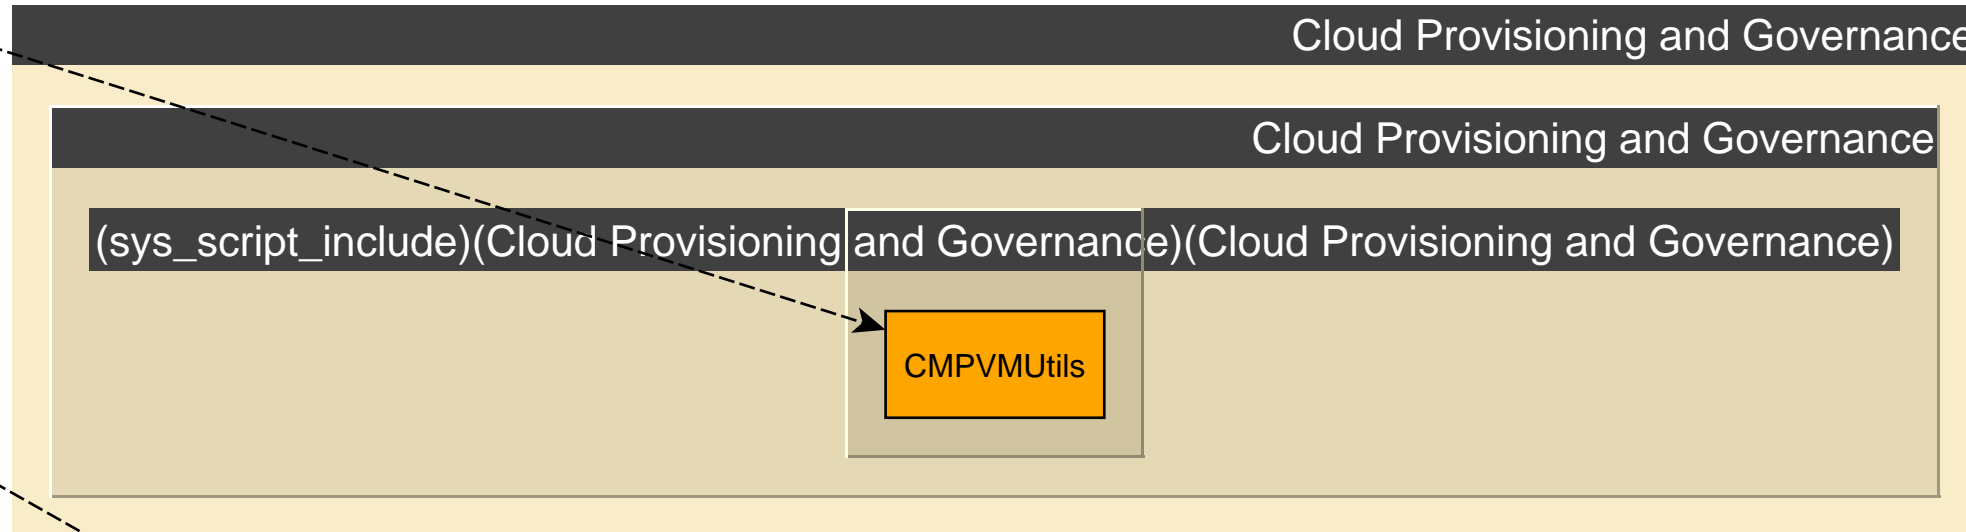 Cloud Provisioning and Governance
Cloud Provisioning and Governance
(sys_script_include)(Cloud Provisioning and Governance)(Cloud Provisioning and Governance)
CMPVMUtils